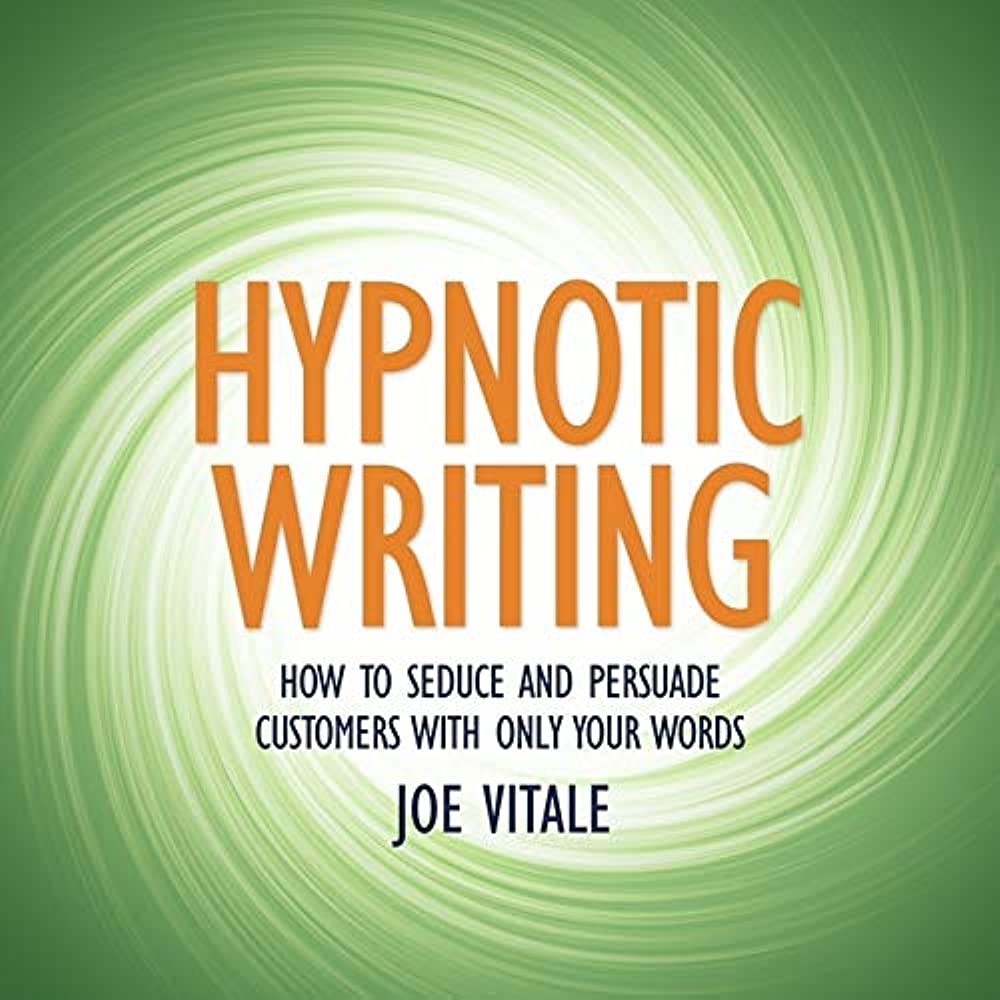 HYPNOTIC
WRITING
HOW TO SEDUCE AND PERSUADE
CUSTOMERS WITH ONLY YOUR WORDS
JOE VITALE